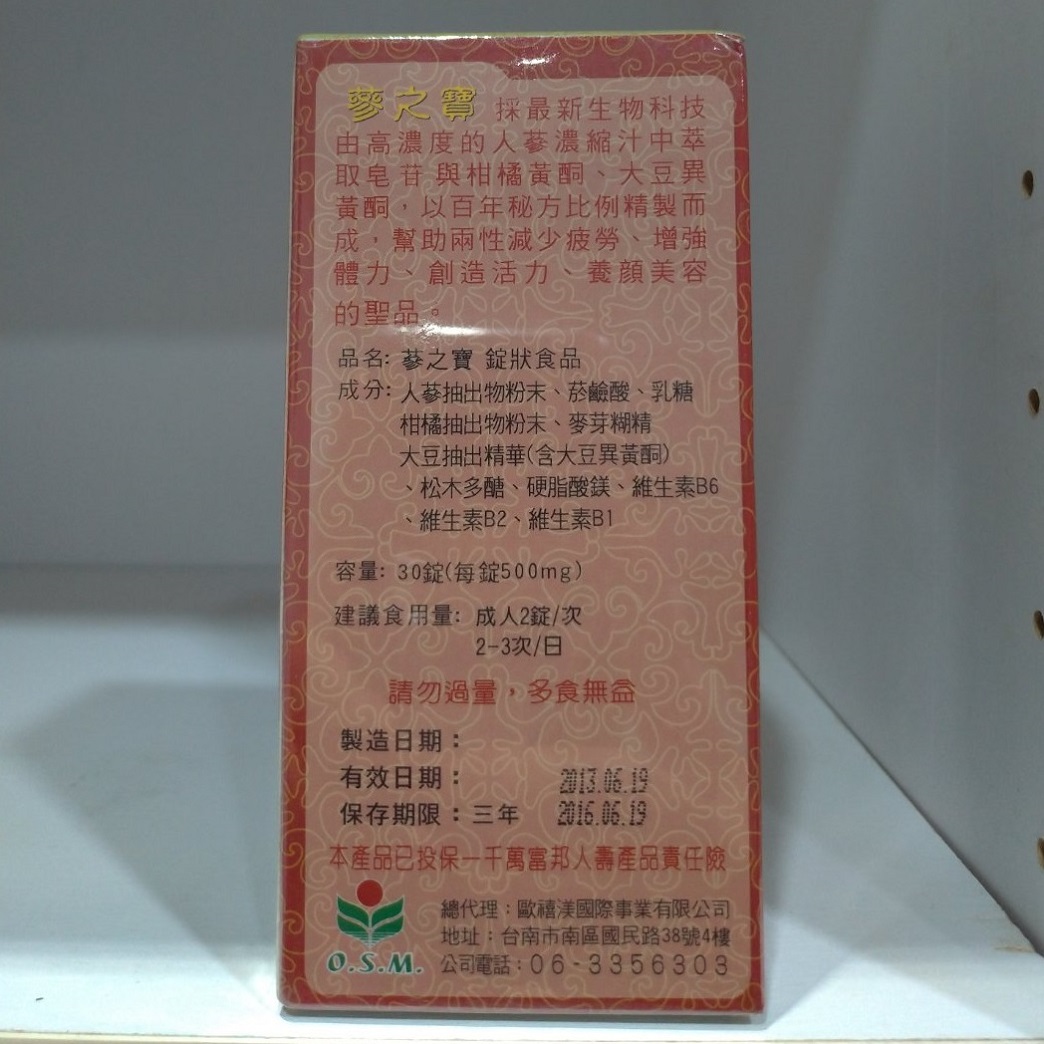 蔘之寶 採最新生物科技
由高濃度的人蔘濃縮汁中萃
取皂苷與柑橘黃酮、大豆異
黃酮，以百年秘方比例精製而
成，幫助兩性減少疲勞、增強
體力、創造活力、養顏美容
的聖品。
品名: 蔘之寶 錠狀食品
成分: 人蔘抽出物粉末、菸鹼酸、乳糖
柑橘抽出物粉末、麥芽糊精
大豆抽出精華(含大豆異黃酮)
、松木多醣、硬脂酸鎂、維生素B6
、維生素B2、維生素B1
容量: 30錠(每錠500mg)
建議食用量: 成人2錠/次
2-3次/日
請勿過量，多食無益
製造日期：
有效日期： 2013.06.19
保存期限：三年 2016.06.19
本產品已投保一千萬富邦人壽產品責任險
總代理：歐禧渼國際事業有限公司
地址：台南市南區國民路38號4樓
O.S.M. 公司電話：06-3356303